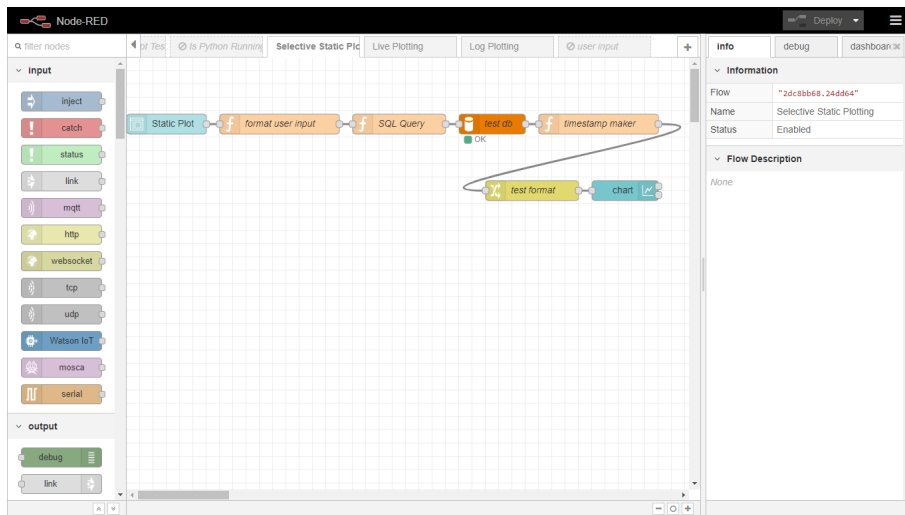 Node-RED
Deploy
filter nodes
ot Tes
Is Python Running
Selective Static Plo
Live Plotting
Log Plotting
user input
+
info
debug
dashboar
input
inject
catch
status
link
mqtt
http
websocket
tcp
udp
Watson IoT
mosca
serial
output
debug
link
Static Plot
format user input
SQL Query
test db
timestamp maker
OK
test format
chart
Information
Flow
"2dc8bb68.24dd64"
Name
Selective Static Plotting
Status
Enabled
Flow Description
None